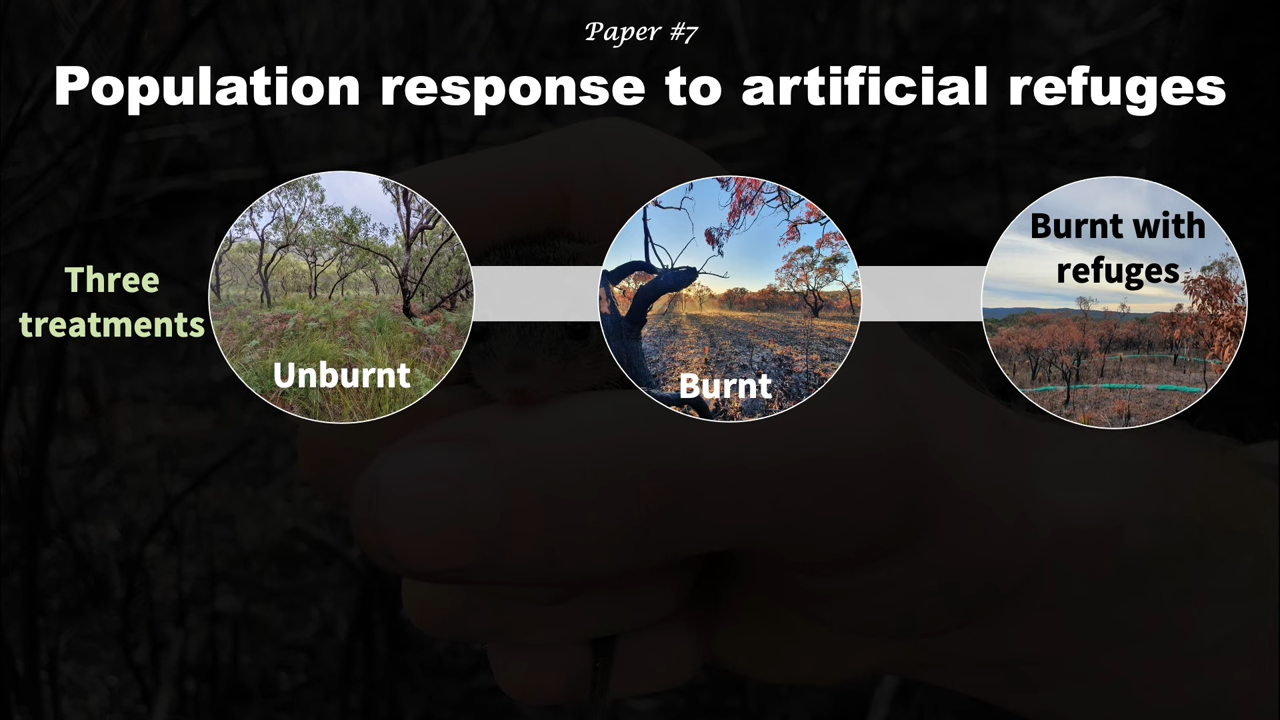 Paper #7
Population response to artificial refuges
Three
treatments
Unburnt
Burnt
Burnt with
refuges